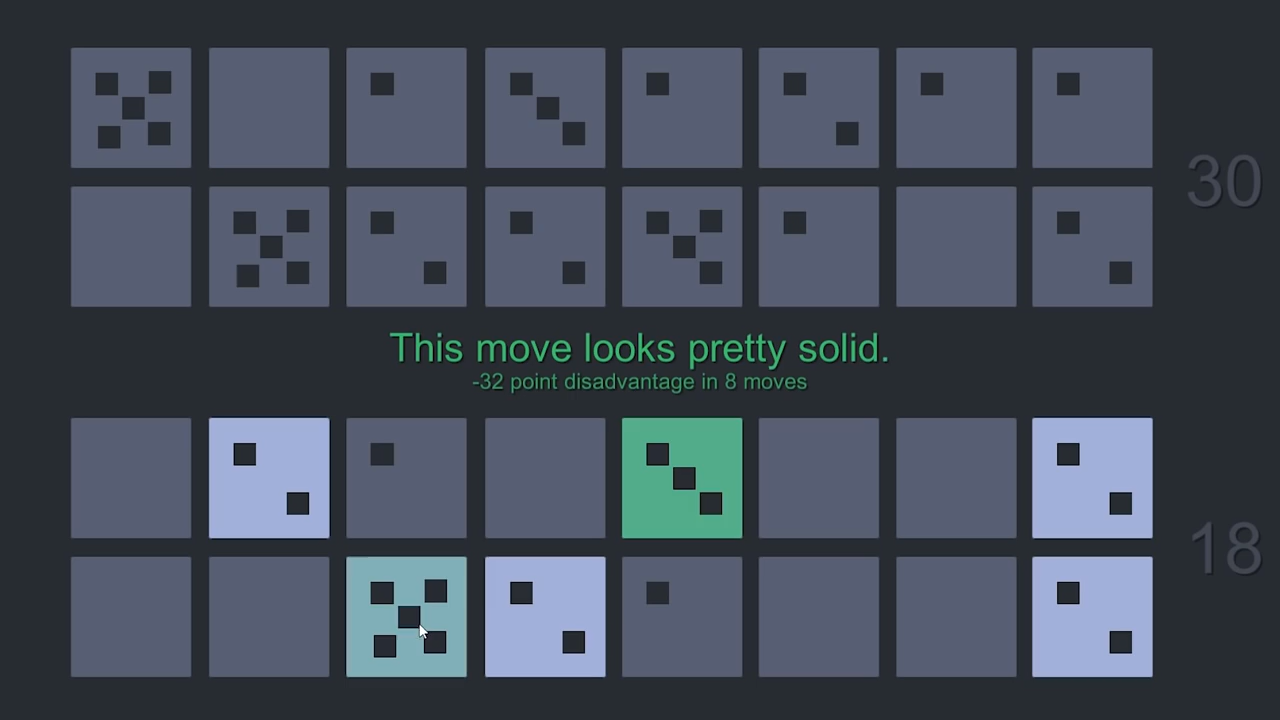 30
This move looks pretty solid.
-32 point disadvantage in 8 moves
18